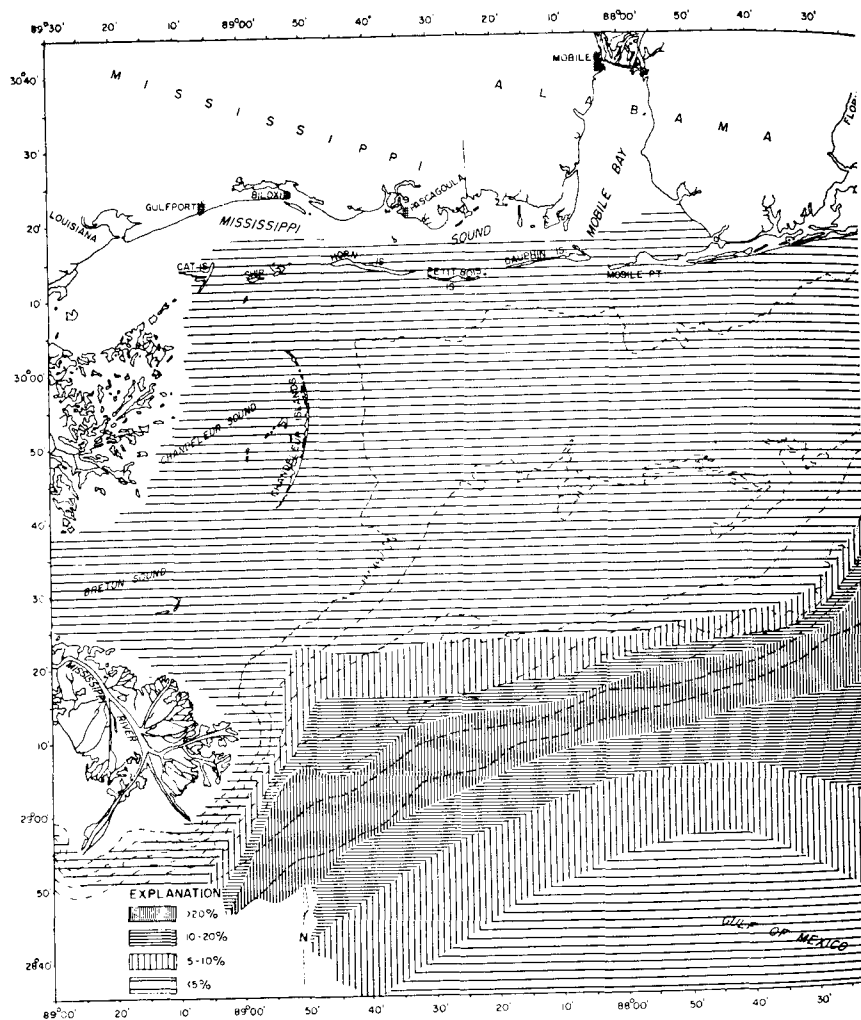 89°30' 20' 10' 89°00' 50' 40' 30' 20' 10' 88°00' 50' 40' 30'
30°40'
30'
20'
10'
30°00'
50'
40'
30'
20'
10'
29°00'
50'
28°40'
MISSISSIPPI
ALABAMA
MOBILE
MOBILE BAY
LOUISIANA
GULFPORT
BILOXI
PASCAGOULA
MISSISSIPPI SOUND
CAT IS
SHIP
HORN IS
PETIT BOIS IS
DAUPHIN IS
MOBILE PT
CHANDELEUR SOUND
CHANDELEUR ISLANDS
BRETON SOUND
MISSISSIPPI RIVER
EXPLANATION
>20%
10-20%
5-10%
<5%
N
GULF OF MEXICO
89°00' 20' 10' 89°00' 50' 40' 30' 20' 10' 88°00' 50' 40' 30'